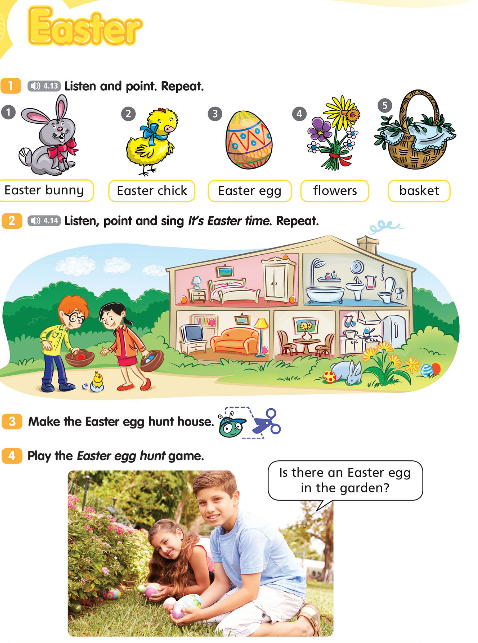 Easter
1 4.13 Listen and point. Repeat.
1 2 3 4 5
Easter bunny Easter chick Easter egg flowers basket
2 4.14 Listen, point and sing It's Easter time. Repeat.
3 Make the Easter egg hunt house.
4 Play the Easter egg hunt game.
Is there an Easter egg
in the garden?